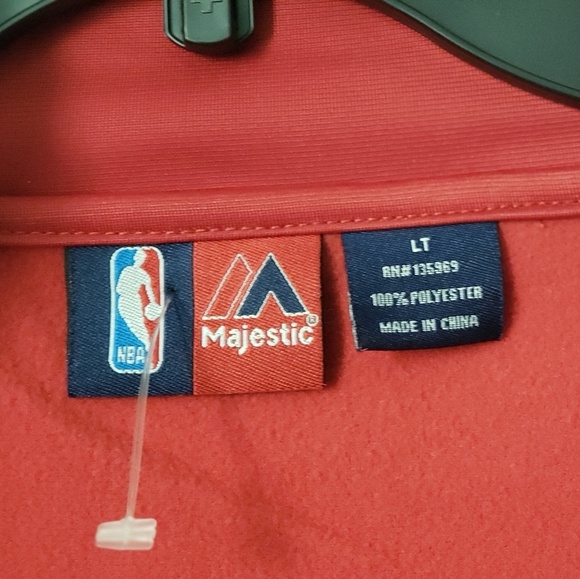 NBA
Majestic®
LT
RN#135969
100% POLYESTER
MADE IN CHINA